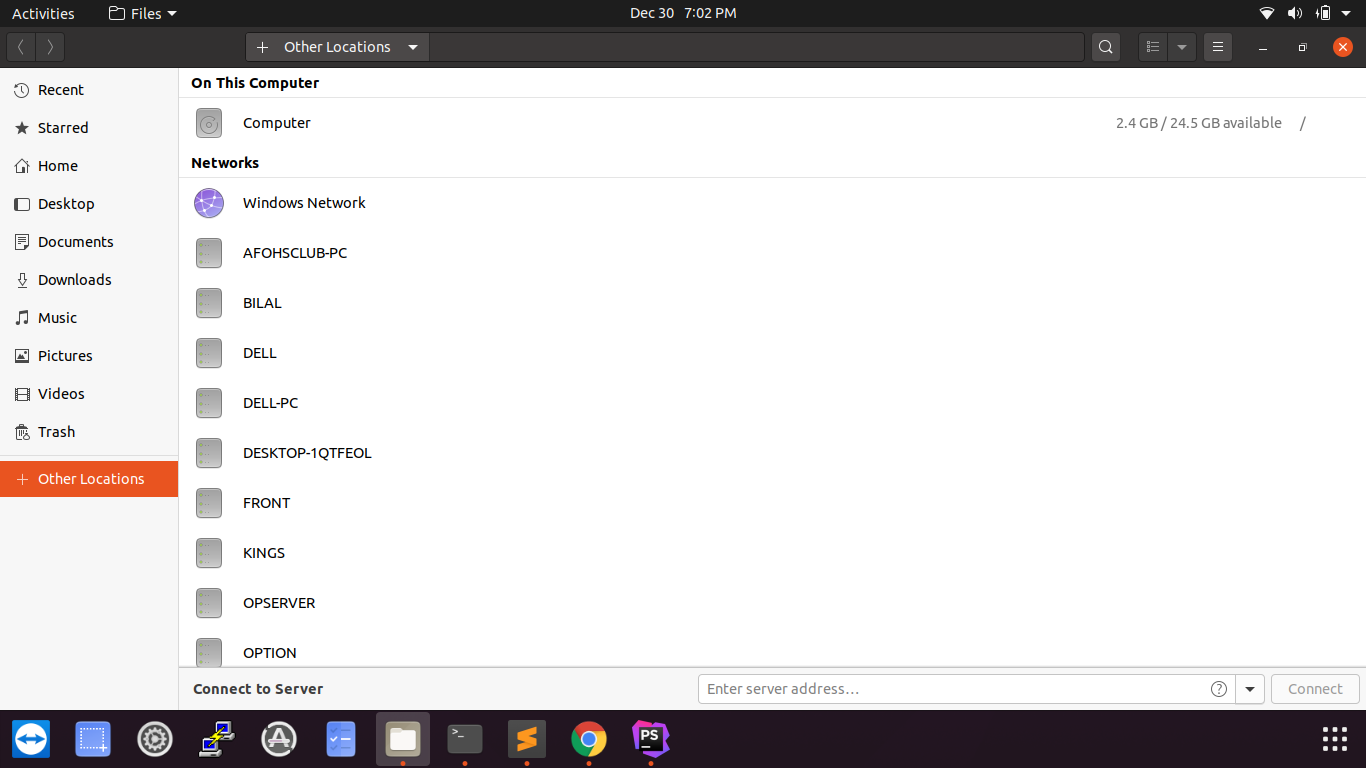 Activities Files Dec 30 7:02 PM
Other Locations
Recent
Starred
Home
Desktop
Documents
Downloads
Music
Pictures
Videos
Trash
Other Locations
On This Computer
Computer 2.4 GB / 24.5 GB available /
Networks
Windows Network
AFOHSCLUB-PC
BILAL
DELL
DELL-PC
DESKTOP-1QTFEOL
FRONT
KINGS
OPSERVER
OPTION
Connect to Server Enter server address… ? Connect
>_ PS